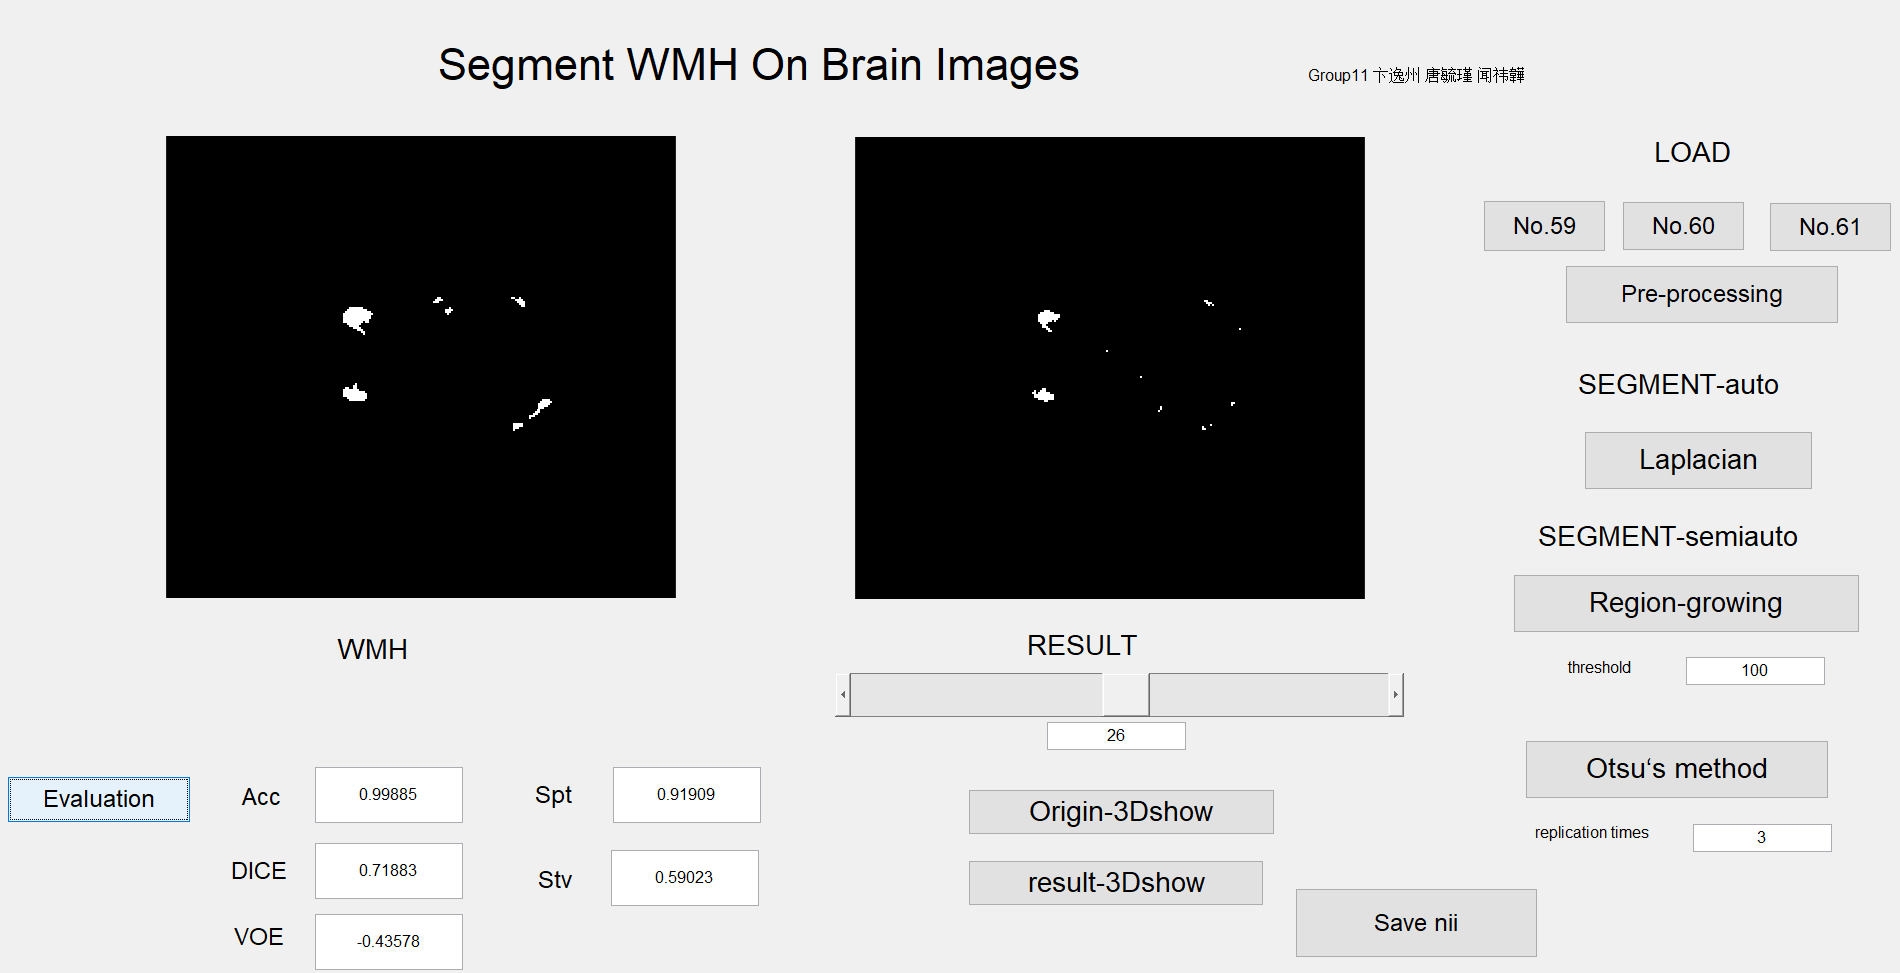 Segment WMH On Brain Images
Group11 卞逸州 唐毓瑾 闻祎韡
LOAD
No.59 No.60 No.61
Pre-processing
SEGMENT-auto
Laplacian
SEGMENT-semiauto
Region-growing
threshold 100
Otsu‘s method
replication times 3
WMH
RESULT
26
Evaluation
Acc 0.99885
Spt 0.91909
DICE 0.71883
Stv 0.59023
VOE -0.43578
Origin-3Dshow
result-3Dshow
Save nii